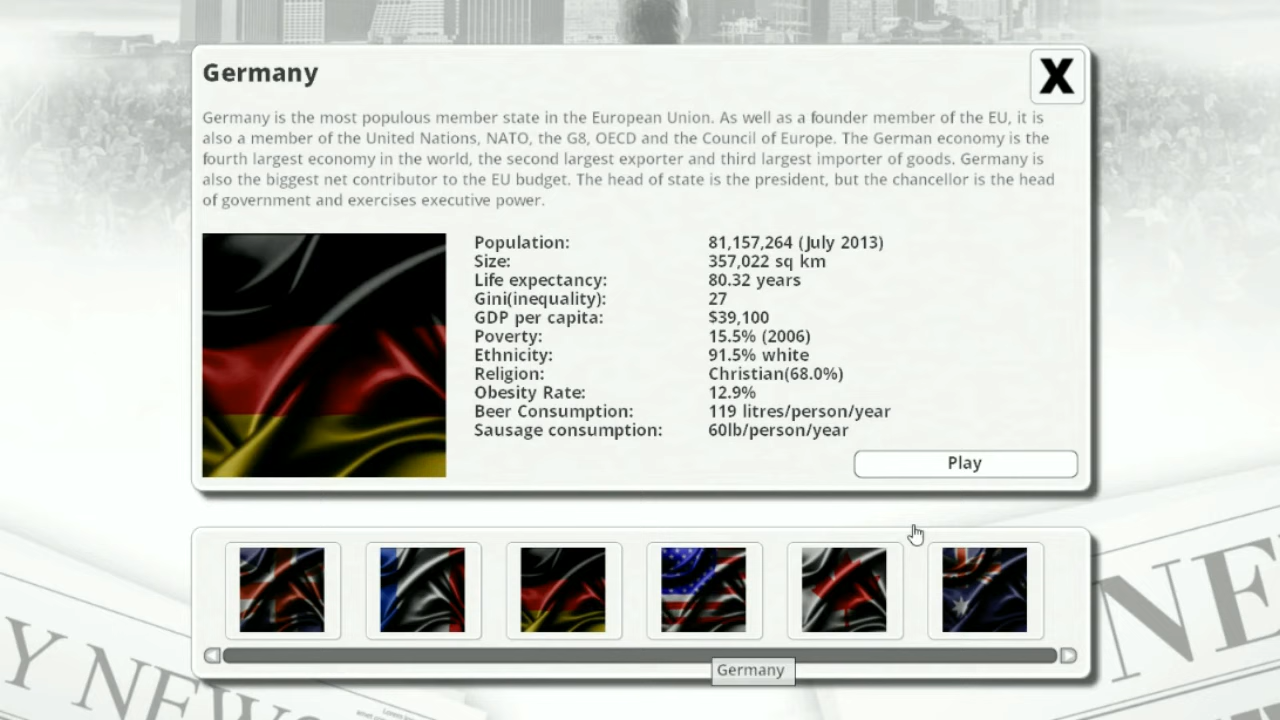 Germany
X
Germany is the most populous member state in the European Union. As well as a founder member of the EU, it is
also a member of the United Nations, NATO, the G8, OECD and the Council of Europe. The German economy is the
fourth largest economy in the world, the second largest exporter and third largest importer of goods. Germany is
also the biggest net contributor to the EU budget. The head of state is the president, but the chancellor is the head
of government and exercises executive power.
Population: 81,157,264 (July 2013)
Size: 357,022 sq km
Life expectancy: 80.32 years
Gini(inequality): 27
GDP per capita: $39,100
Poverty: 15.5% (2006)
Ethnicity: 91.5% white
Religion: Christian(68.0%)
Obesity Rate: 12.9%
Beer Consumption: 119 litres/person/year
Sausage consumption: 60lb/person/year
Play
Germany
Y NEWS
NE